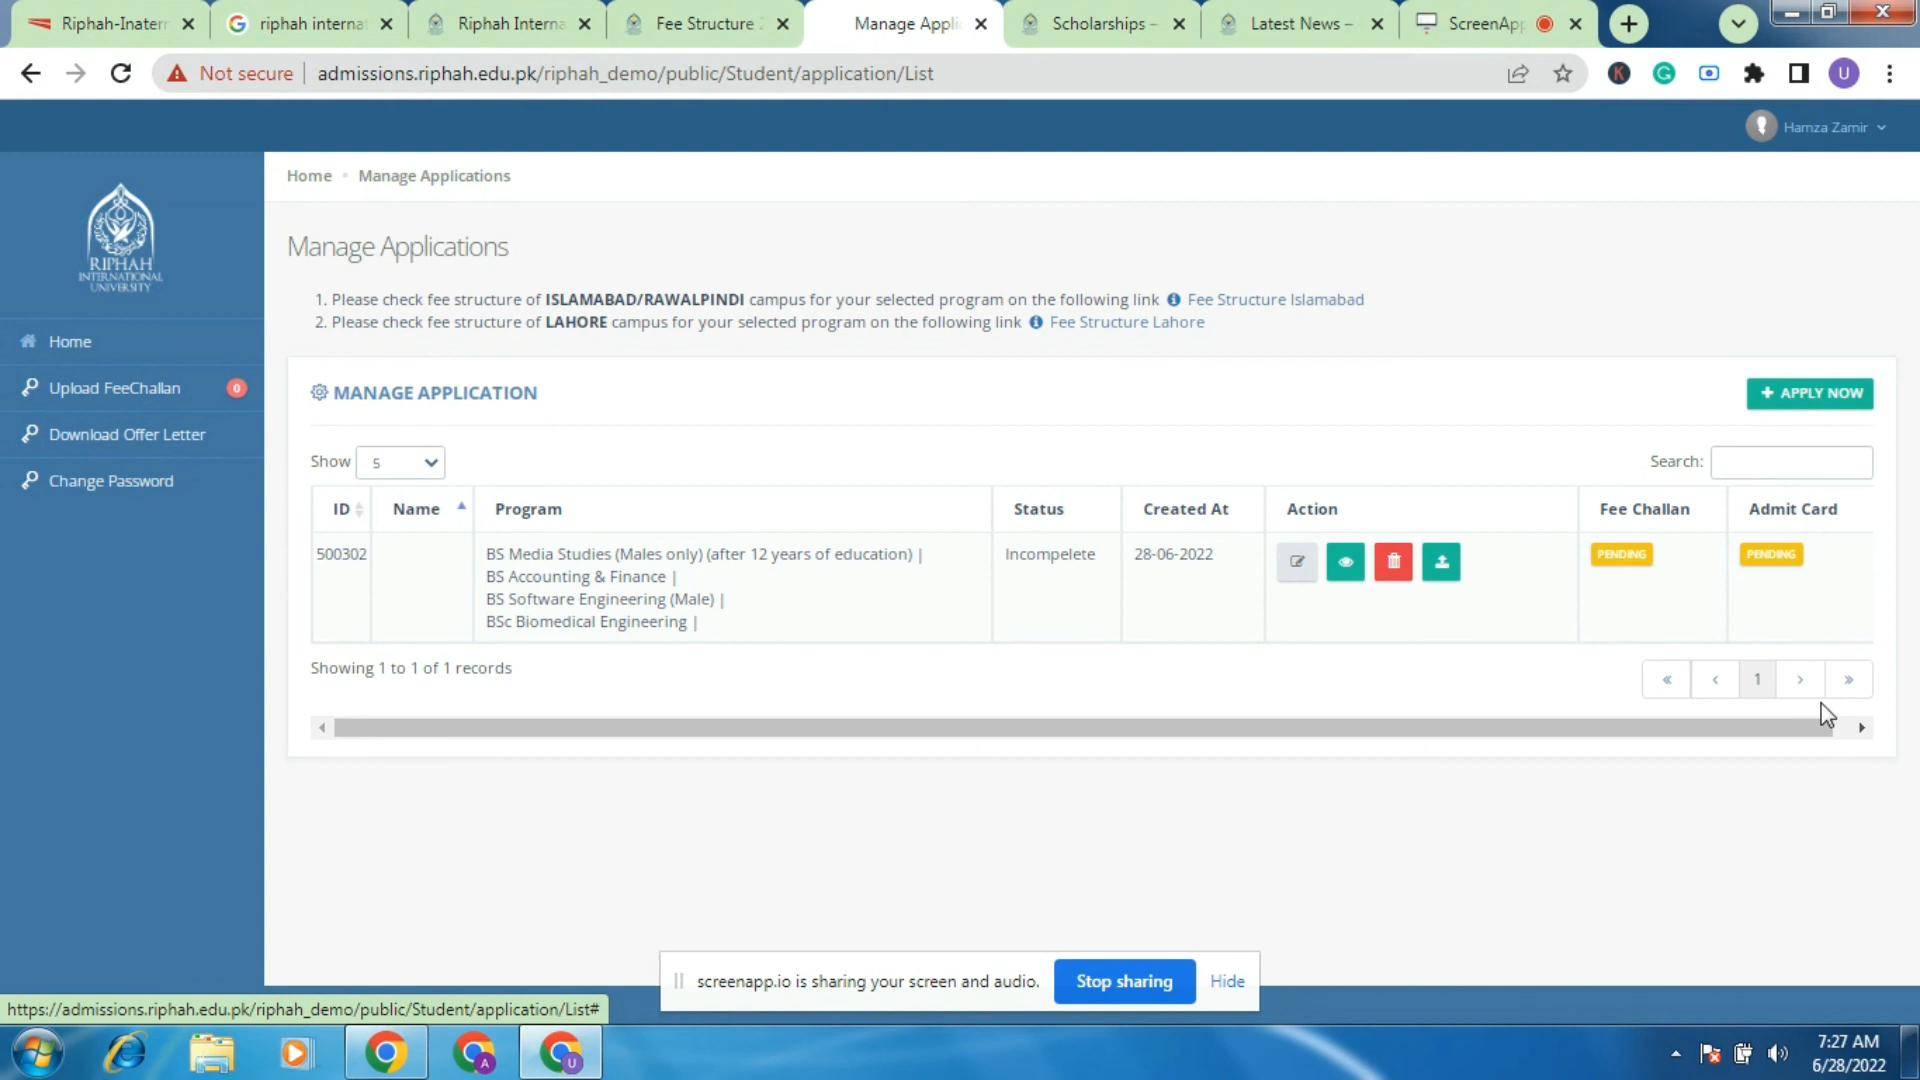 Riphah-Inatern
riphah interna
Riphah Interna
Fee Structure 2
Manage Applic
Scholarships –
Latest News –
ScreenApp
Not secure
admissions.riphah.edu.pk/riphah_demo/public/Student/application/List
K
G
U
Hamza Zamir
RIPHAH
INTERNATIONAL
UNIVERSITY
Home
Upload FeeChallan
0
Download Offer Letter
Change Password
Home • Manage Applications
Manage Applications
1. Please check fee structure of ISLAMABAD/RAWALPINDI campus for your selected program on the following link Fee Structure Islamabad
2. Please check fee structure of LAHORE campus for your selected program on the following link Fee Structure Lahore
MANAGE APPLICATION
+ APPLY NOW
Show 5
Search:
ID Name Program Status Created At Action Fee Challan Admit Card
500302 BS Media Studies (Males only) (after 12 years of education) | Incompelete 28-06-2022 PENDING PENDING
BS Accounting & Finance |
BS Software Engineering (Male) |
BSc Biomedical Engineering |
Showing 1 to 1 of 1 records
« ‹ 1 › »
screenapp.io is sharing your screen and audio. Stop sharing Hide
https://admissions.riphah.edu.pk/riphah_demo/public/Student/application/List#
A
U
7:27 AM
6/28/2022